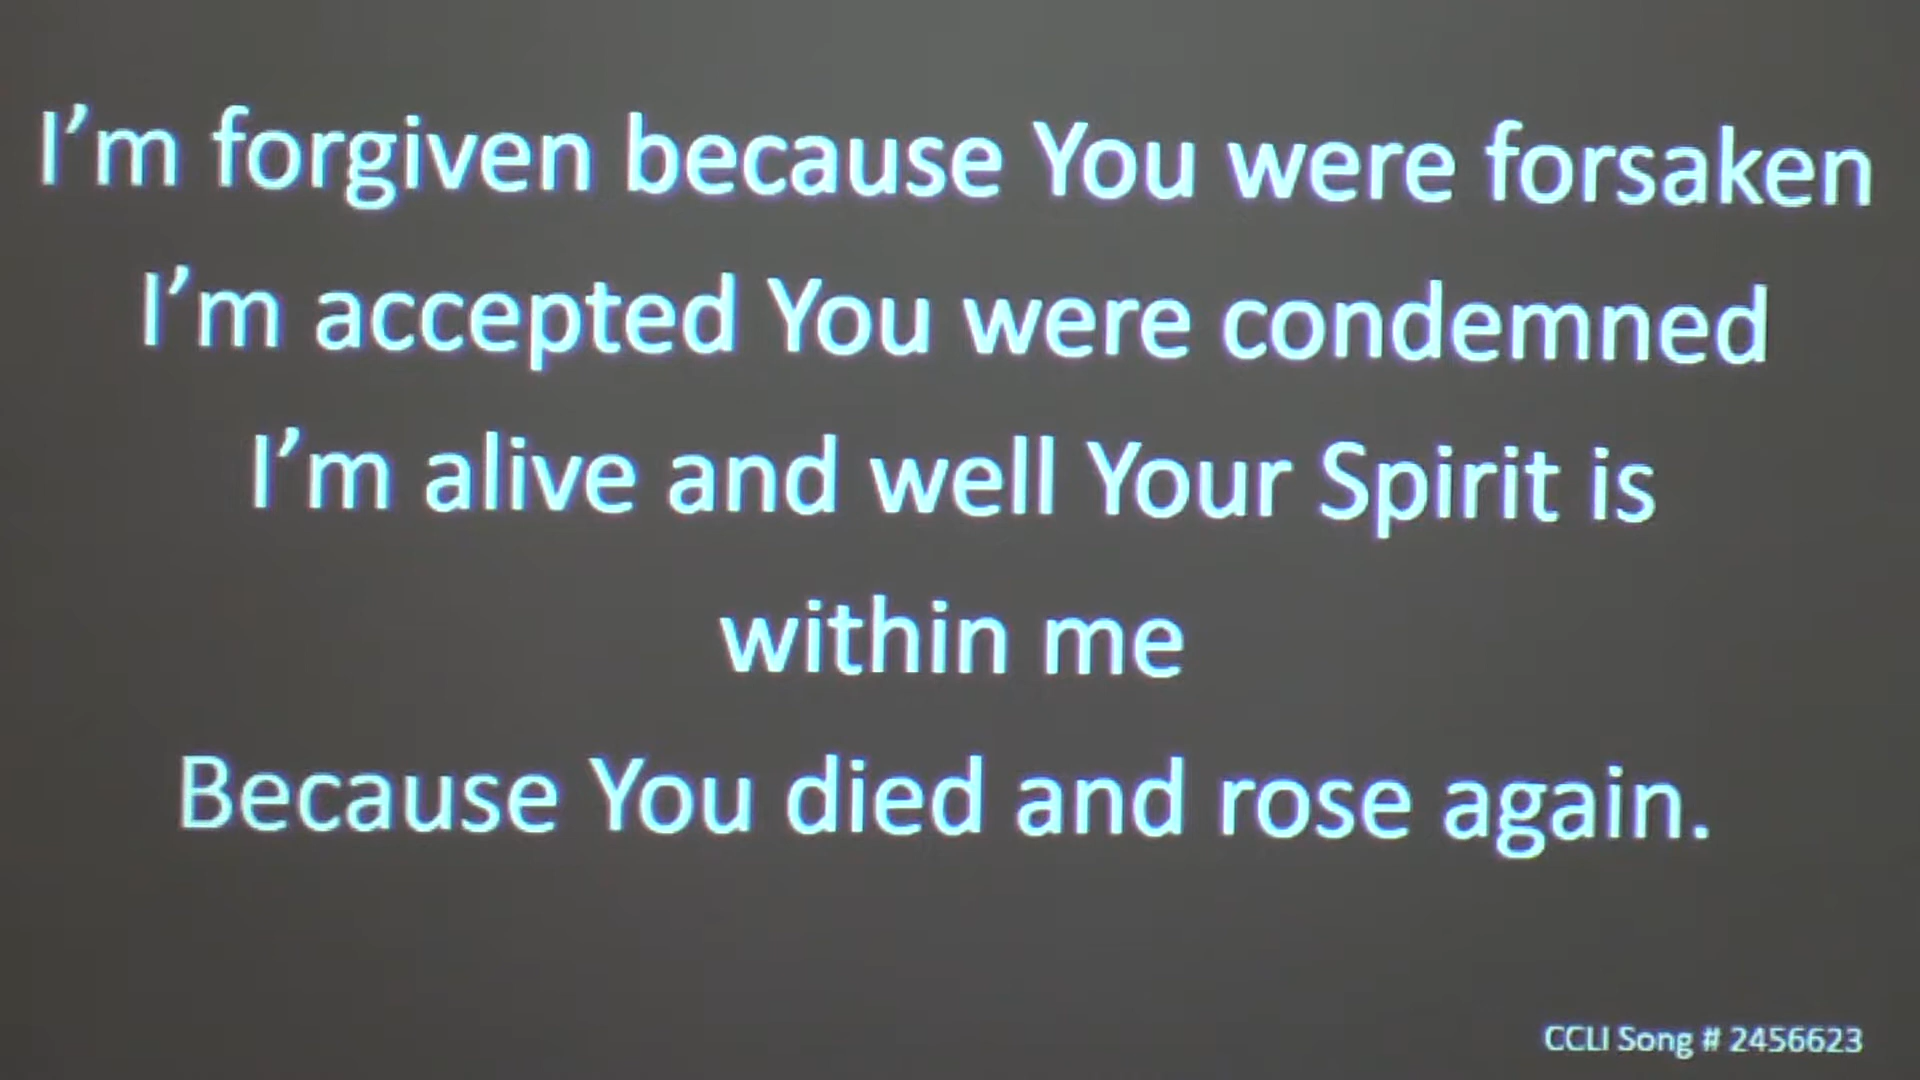 I’m forgiven because You were forsaken
I’m accepted You were condemned
I’m alive and well Your Spirit is
within me
Because You died and rose again.
CCLI Song # 2456623